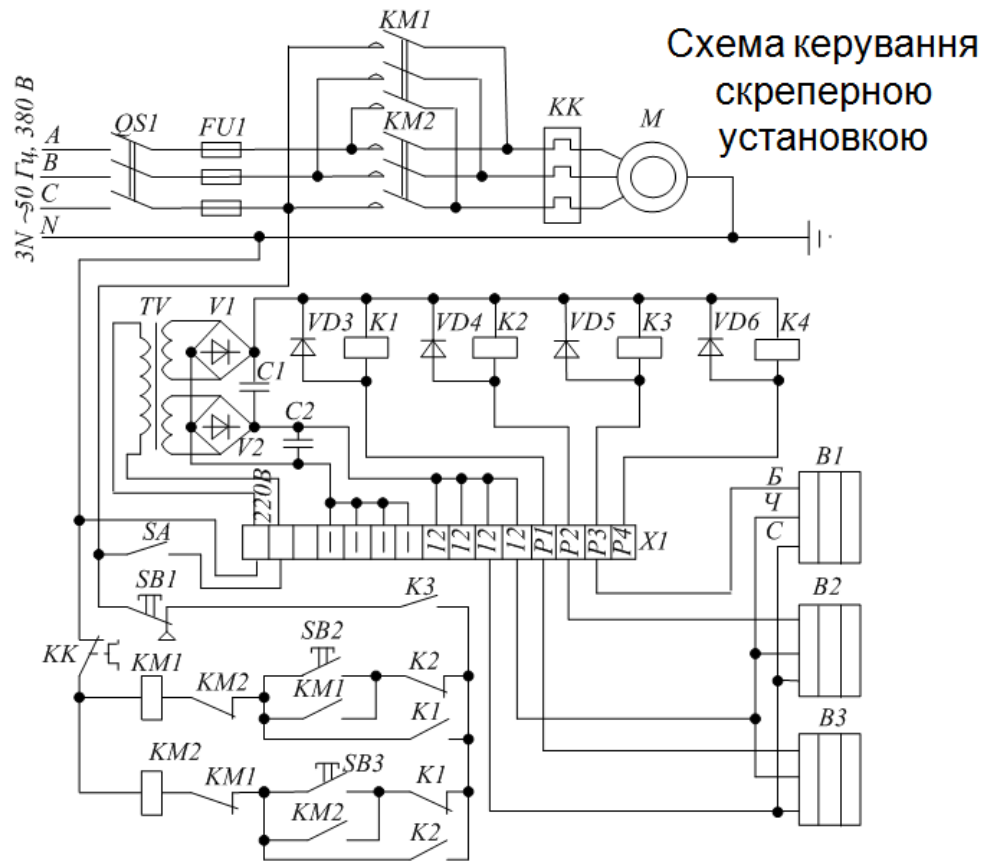 Схема керування
скреперною
установкою
KM1
3N ~50 Гц, 380 В
A
B
C
N
QS1
FU1
KM2
KK
M
TV
V1
VD3
K1
VD4
K2
VD5
K3
VD6
K4
C1
C2
V2
220В
B1
Б
Ч
С
SA
12
12
12
12
P1
P2
P3
P4
X1
SB1
K3
B2
KK
KM1
KM2
SB2
KM1
K2
K1
B3
KM2
KM1
SB3
K1
KM2
K2